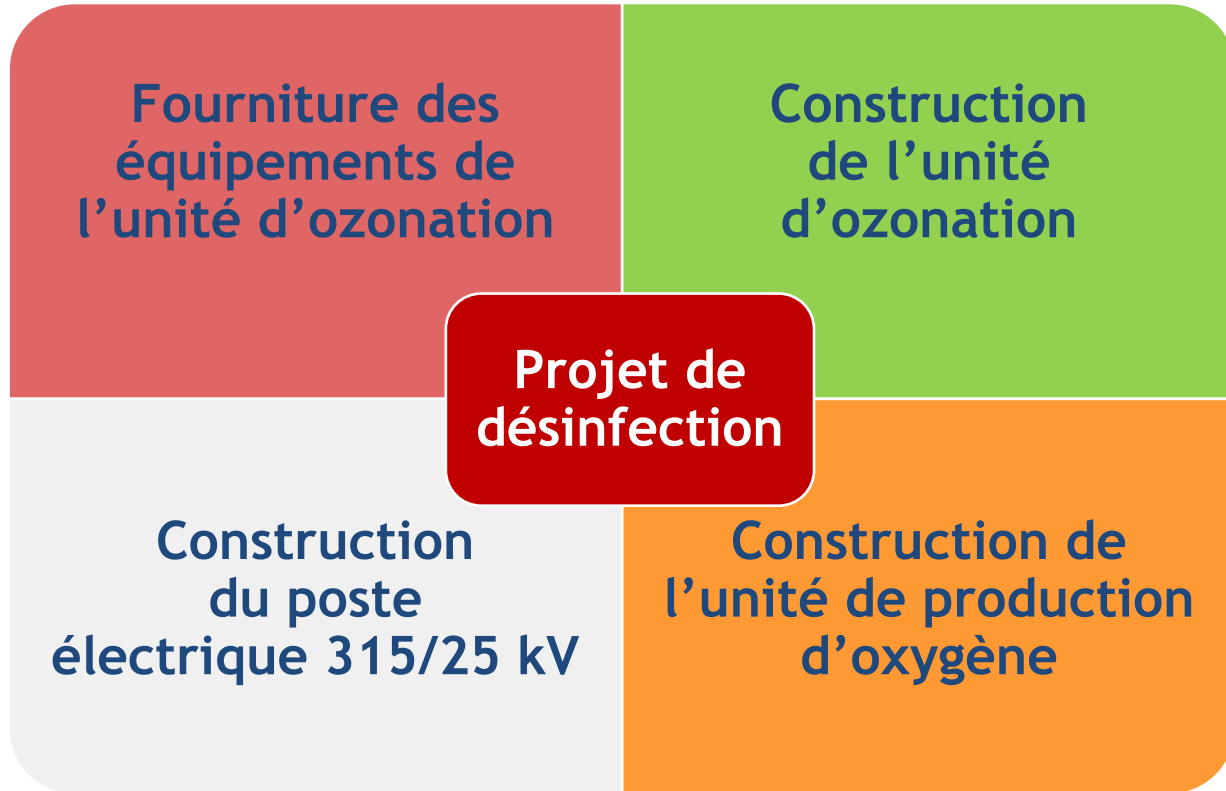 Fourniture des
équipements de
l’unité d’ozonation
Construction
de l’unité
d’ozonation
Projet de
désinfection
Construction
du poste
électrique 315/25 kV
Construction de
l’unité de production
d’oxygène